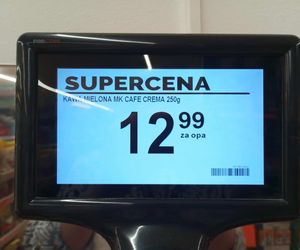 SUPERCENA
KAWA MIELONA MK CAFE CREMA 250g
12 99
za opa